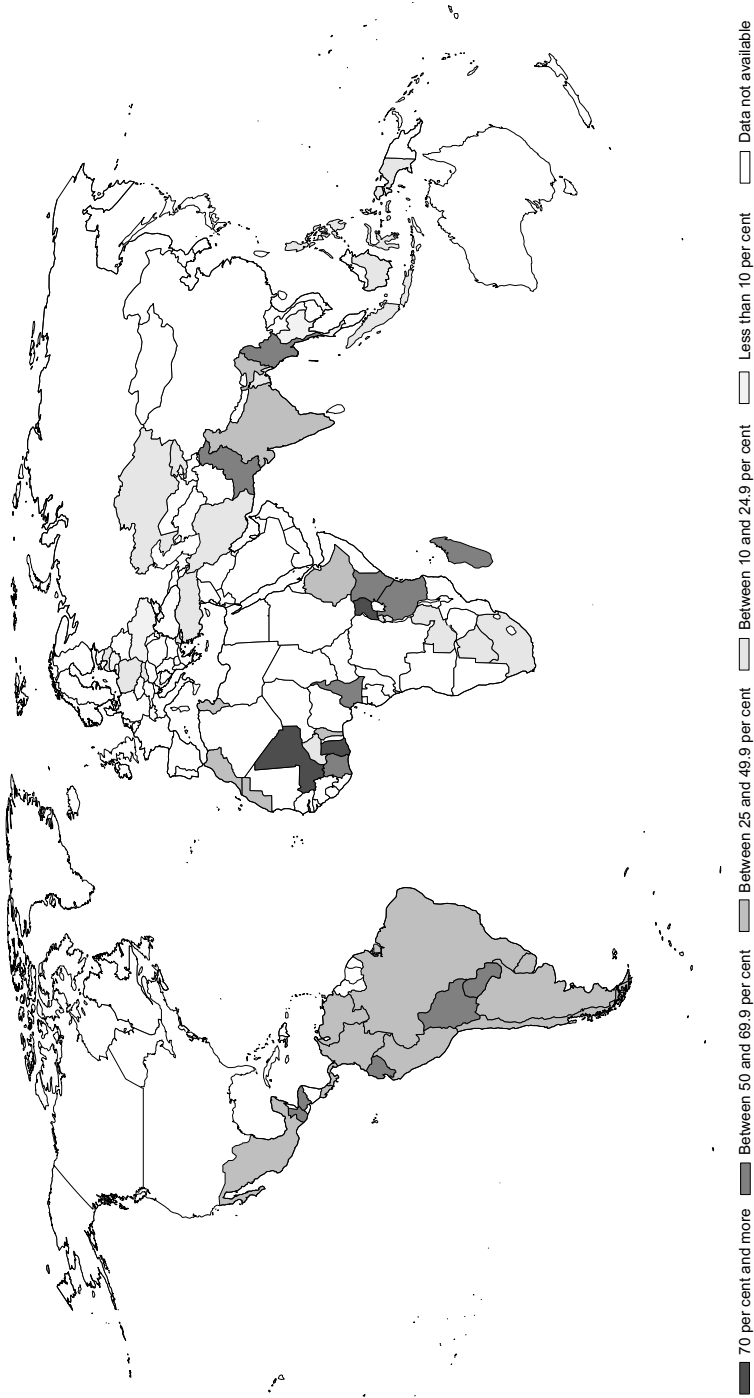 70 per cent and more
Between 50 and 69.9 per cent
Between 25 and 49.9 per cent
Between 10 and 24.9 per cent
Less than 10 per cent
Data not available